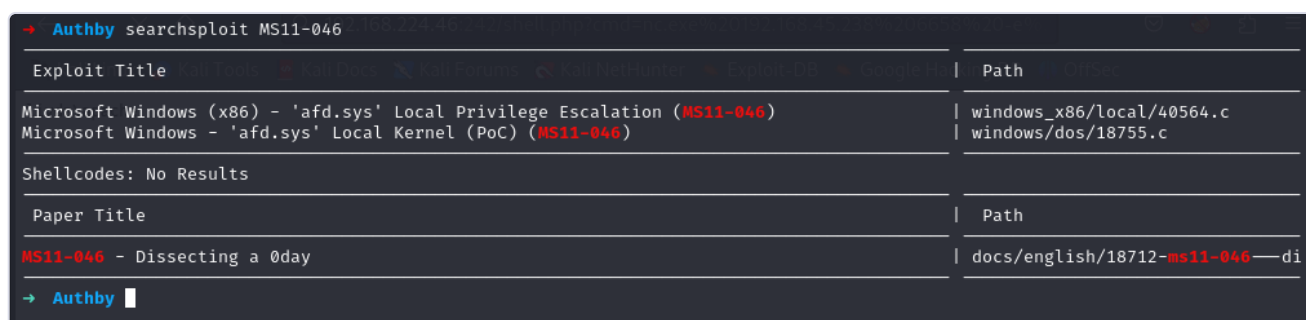 → Authby searchsploit MS11-046
Exploit Title | Path
Microsoft Windows (x86) - 'afd.sys' Local Privilege Escalation (MS11-046) | windows_x86/local/40564.c
Microsoft Windows - 'afd.sys' Local Kernel (PoC) (MS11-046) | windows/dos/18755.c
Shellcodes: No Results
Paper Title | Path
MS11-046 - Dissecting a 0day | docs/english/18712-ms11-046---di
→ Authby